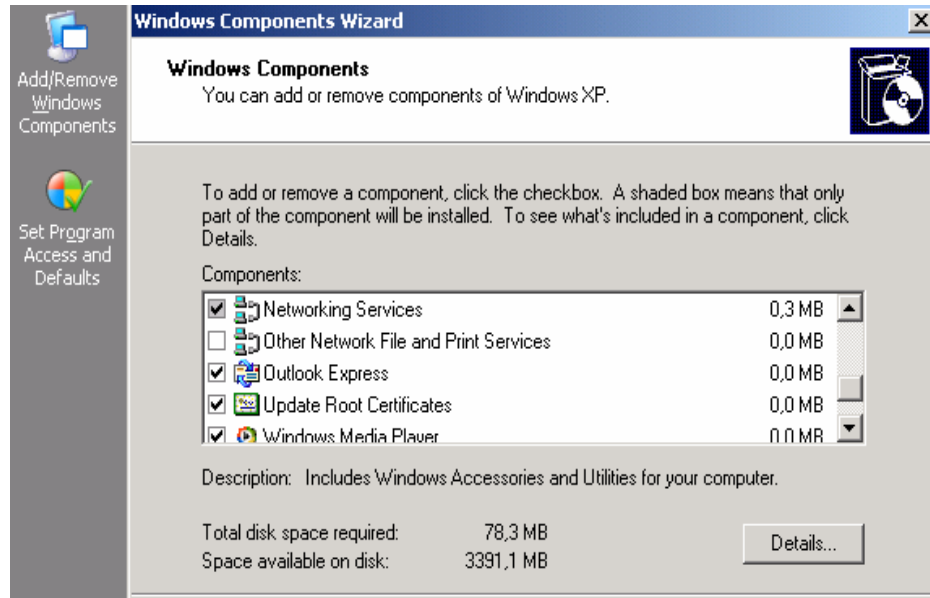 Add/Remove
Windows
Components
Set Program
Access and
Defaults
Windows Components Wizard
Windows Components
You can add or remove components of Windows XP.
To add or remove a component, click the checkbox. A shaded box means that only
part of the component will be installed. To see what's included in a component, click
Details.
Components:
Networking Services 0,3 MB
Other Network File and Print Services 0,0 MB
Outlook Express 0,0 MB
Update Root Certificates 0,0 MB
Windows Media Player 0,0 MB
Description: Includes Windows Accessories and Utilities for your computer.
Total disk space required: 78,3 MB
Space available on disk: 3391,1 MB
Details...